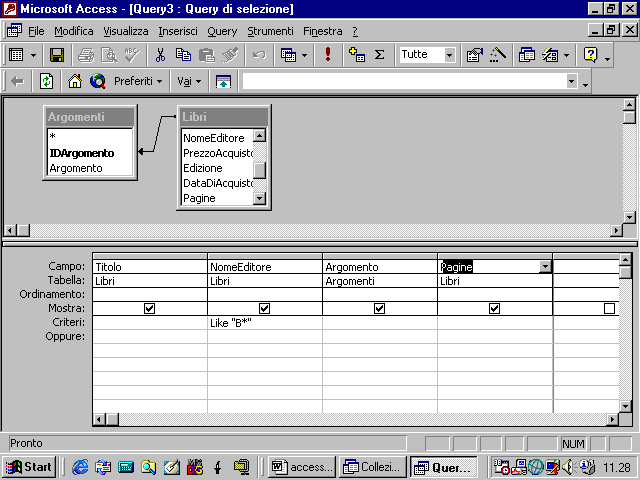 Microsoft Access - [Query3 : Query di selezione]
File Modifica Visualizza Inserisci Query Strumenti Finestra ?
Tutte
Preferiti Vai
Argomenti
*
IDArgomento
Argomento
Libri
NomeEditore
PrezzoAcquisto
Edizione
DataDiAcquisto
Pagine
Campo: Titolo NomeEditore Argomento Pagine
Tabella: Libri Libri Argomenti Libri
Ordinamento:
Mostra:
Criteri: Like "B*"
Oppure:
Pronto NUM
Start access... Collezi... Quer... 11.28